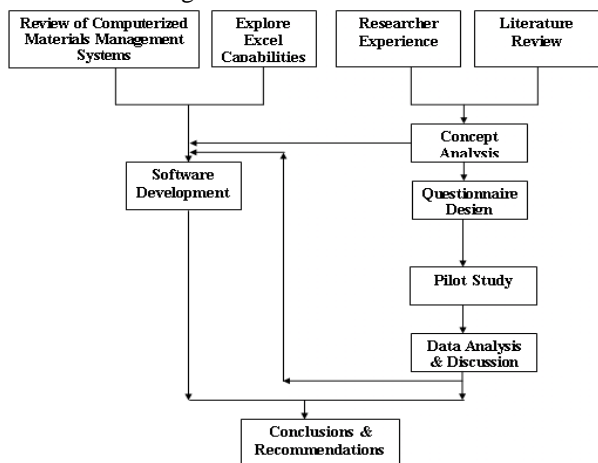 Review of Computerized
Materials Management
Systems
Explore
Excel
Capabilities
Researcher
Experience
Literature
Review
Concept
Analysis
Software
Development
Questionnaire
Design
Pilot Study
Data Analysis
& Discussion
Conclusions &
Recommendations